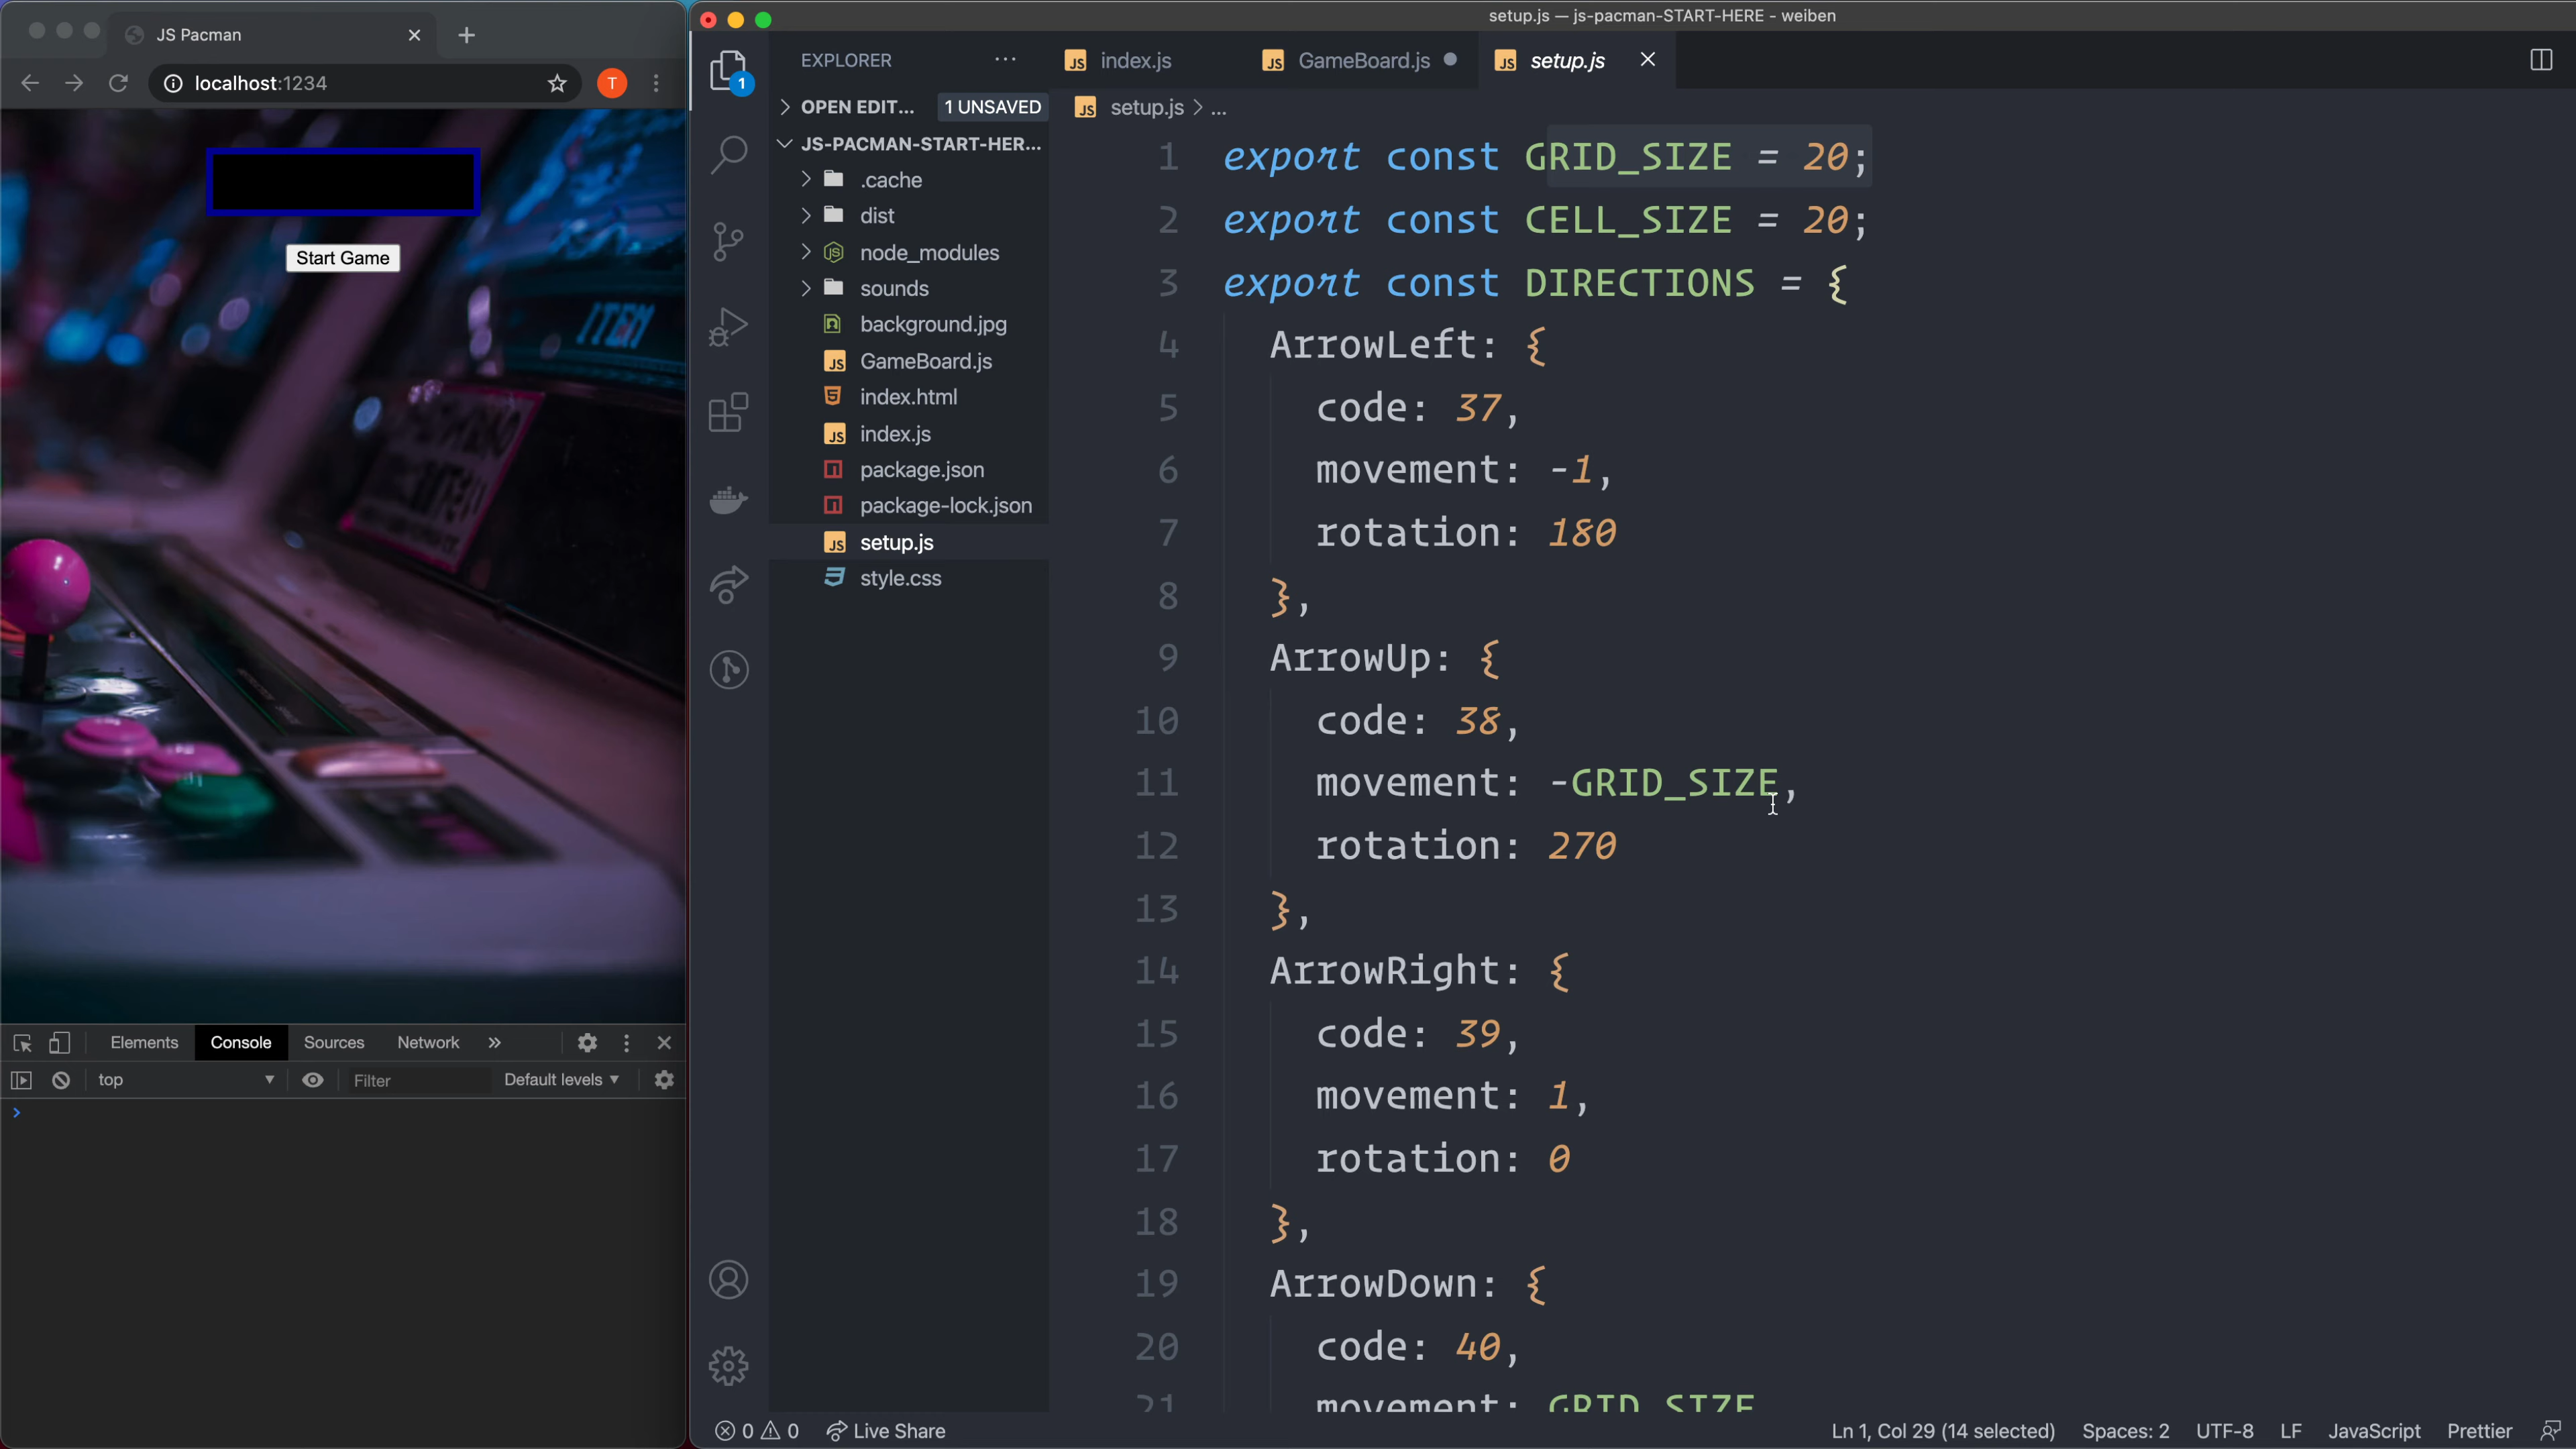 JS Pacman
localhost:1234
T
Start Game
ITEM
Elements
Console
Sources
Network
top
Filter
Default levels
setup.js — js-pacman-START-HERE - weiben
EXPLORER
index.js
GameBoard.js
setup.js
1
OPEN EDIT...
1 UNSAVED
setup.js > ...
JS-PACMAN-START-HER...
.cache
dist
node_modules
sounds
background.jpg
GameBoard.js
index.html
index.js
package.json
package-lock.json
setup.js
style.css
1 export const GRID_SIZE = 20;
2 export const CELL_SIZE = 20;
3 export const DIRECTIONS = {
4 ArrowLeft: {
5 code: 37,
6 movement: -1,
7 rotation: 180
8 },
9 ArrowUp: {
10 code: 38,
11 movement: -GRID_SIZE,
12 rotation: 270
13 },
14 ArrowRight: {
15 code: 39,
16 movement: 1,
17 rotation: 0
18 },
19 ArrowDown: {
20 code: 40,
21 movement: GRID_SIZE
0 0 Live Share
Ln 1, Col 29 (14 selected) Spaces: 2 UTF-8 LF JavaScript Prettier